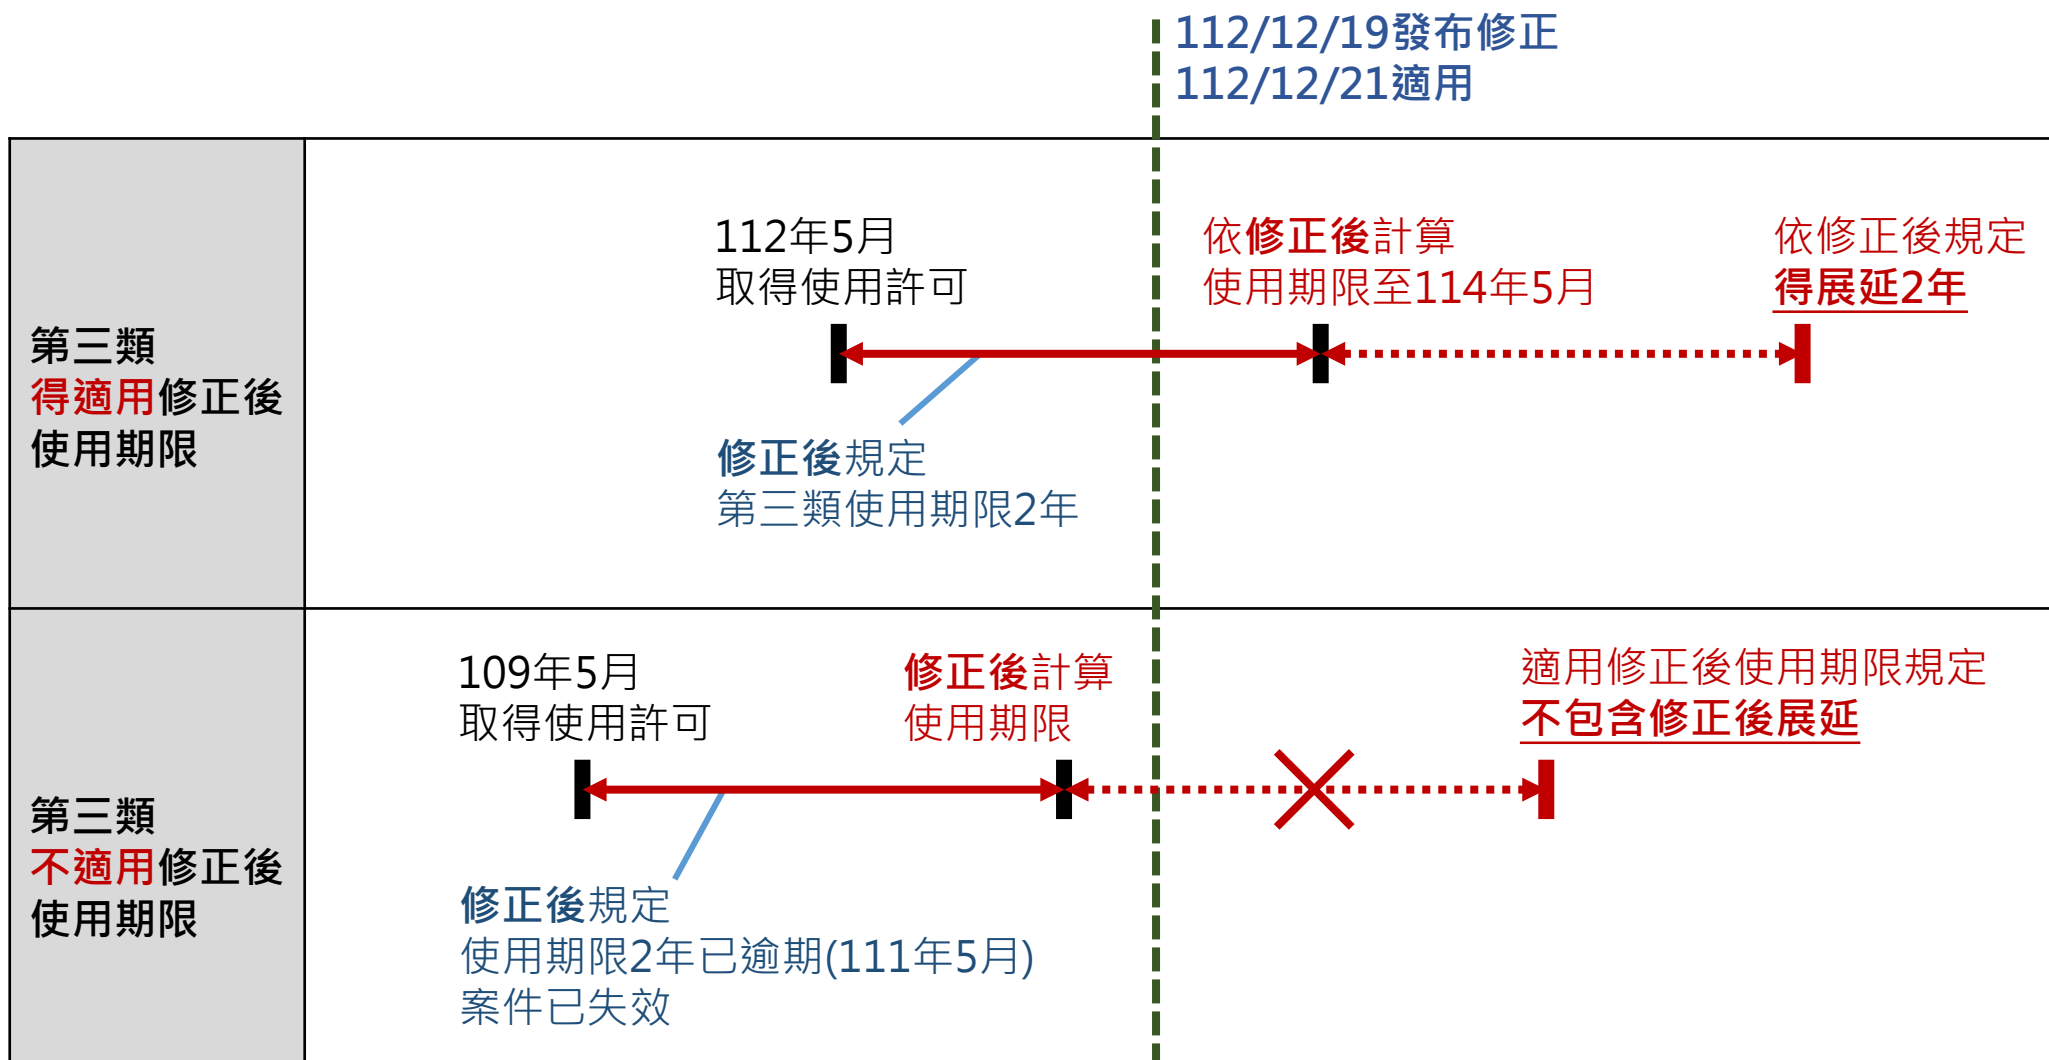 112/12/19發布修正
112/12/21適用
第三類
得適用修正後
使用期限
112年5月
取得使用許可
依修正後計算
使用期限至114年5月
依修正後規定
得展延2年
修正後規定
第三類使用期限2年
第三類
不適用修正後
使用期限
109年5月
取得使用許可
修正後計算
使用期限
適用修正後使用期限規定
不包含修正後展延
修正後規定
使用期限2年已逾期(111年5月)
案件已失效